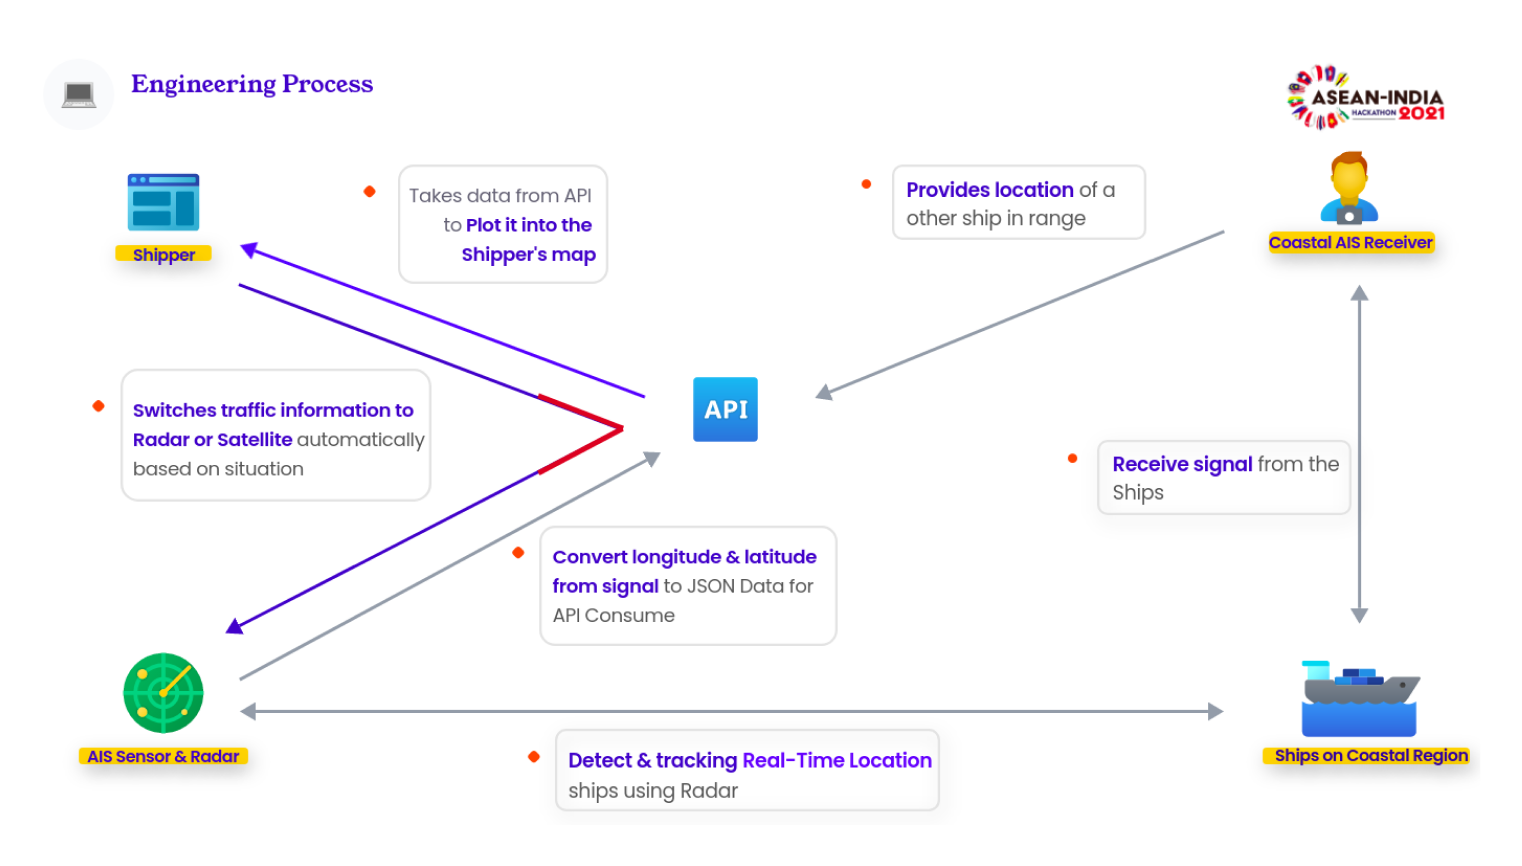 Engineering Process
ASEAN-INDIA
HACKATHON 2021
Shipper
Takes data from API
to Plot it into the
Shipper's map
Provides location of a
other ship in range
Coastal AIS Receiver
API
Switches traffic information to
Radar or Satellite automatically
based on situation
Receive signal from the
Ships
Convert longitude & latitude
from signal to JSON Data for
API Consume
AIS Sensor & Radar
Detect & tracking Real-Time Location
ships using Radar
Ships on Coastal Region